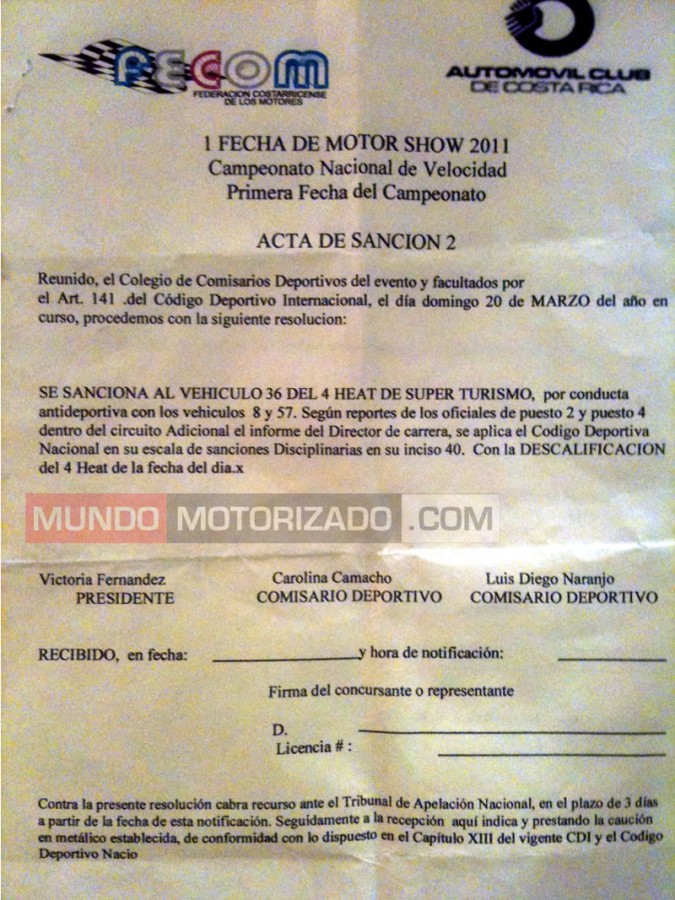 FECOM
FEDERACION COSTARRICENSE
DE LOS MOTORES
AUTOMOVIL CLUB
DE COSTA RICA
1 FECHA DE MOTOR SHOW 2011
Campeonato Nacional de Velocidad
Primera Fecha del Campeonato
ACTA DE SANCION 2
Reunido, el Colegio de Comisarios Deportivos del evento y facultados por
el Art. 141 .del Código Deportivo Internacional, el día domingo 20 de MARZO del año en
curso, procedemos con la siguiente resolucion:
SE SANCIONA AL VEHICULO 36 DEL 4 HEAT DE SUPER TURISMO, por conducta
antideportiva con los vehiculos 8 y 57. Según reportes de los oficiales de puesto 2 y puesto 4
dentro del circuito Adicional el informe del Director de carrera, se aplica el Codigo Deportiva
Nacional en su escala de sanciones Disciplinarias en su inciso 40. Con la DESCALIFICACION
del 4 Heat de la fecha del dia.x
MUNDO MOTORIZADO .COM
Victoria Fernandez Carolina Camacho Luis Diego Naranjo
PRESIDENTE COMISARIO DEPORTIVO COMISARIO DEPORTIVO
RECIBIDO, en fecha: y hora de notificación:
Firma del concursante o representante
D.
Licencia # :
Contra la presente resolución cabra recurso ante el Tribunal de Apelación Nacional, en el plazo de 3 días
a partir de la fecha de esta notificación. Seguidamente a la recepción aquí indica y prestando la caución
en metálico establecida, de conformidad con lo dispuesto en el Capítulo XIII del vigente CDI y el Codigo
Deportivo Nacio